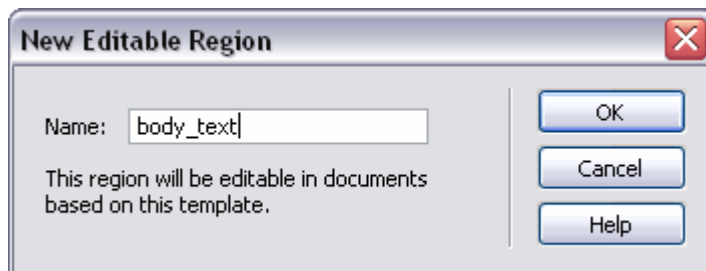 New Editable Region
Name: body_text
This region will be editable in documents
based on this template.
OK
Cancel
Help